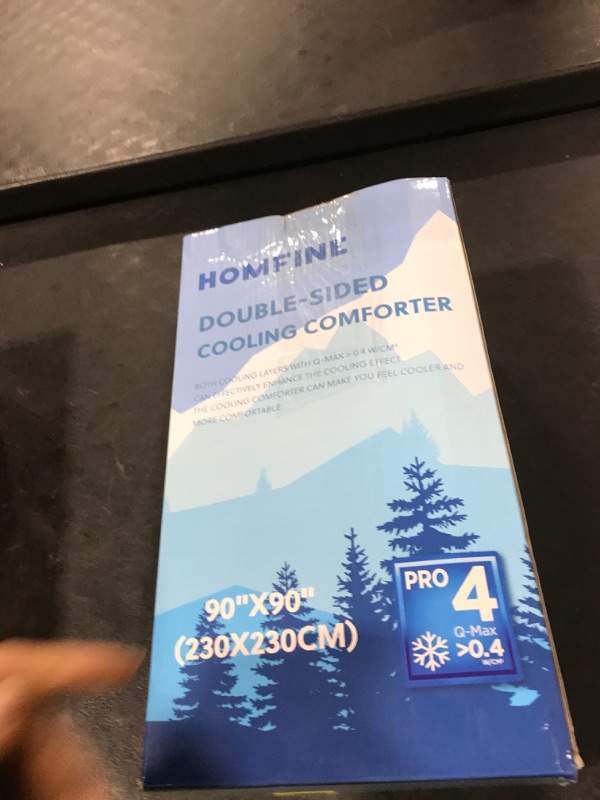 HOMFINE
DOUBLE-SIDED
COOLING COMFORTER
BOTH COOLING LAYERS WITH Q-MAX > 0.4 W/CM²
CAN EFFECTIVELY ENHANCE THE COOLING EFFECT.
THE COOLING COMFORTER CAN MAKE YOU FEEL COOLER AND
MORE COMFORTABLE.
90"X90"
(230X230CM)
PRO 4
Q-Max
>0.4
W/CM²